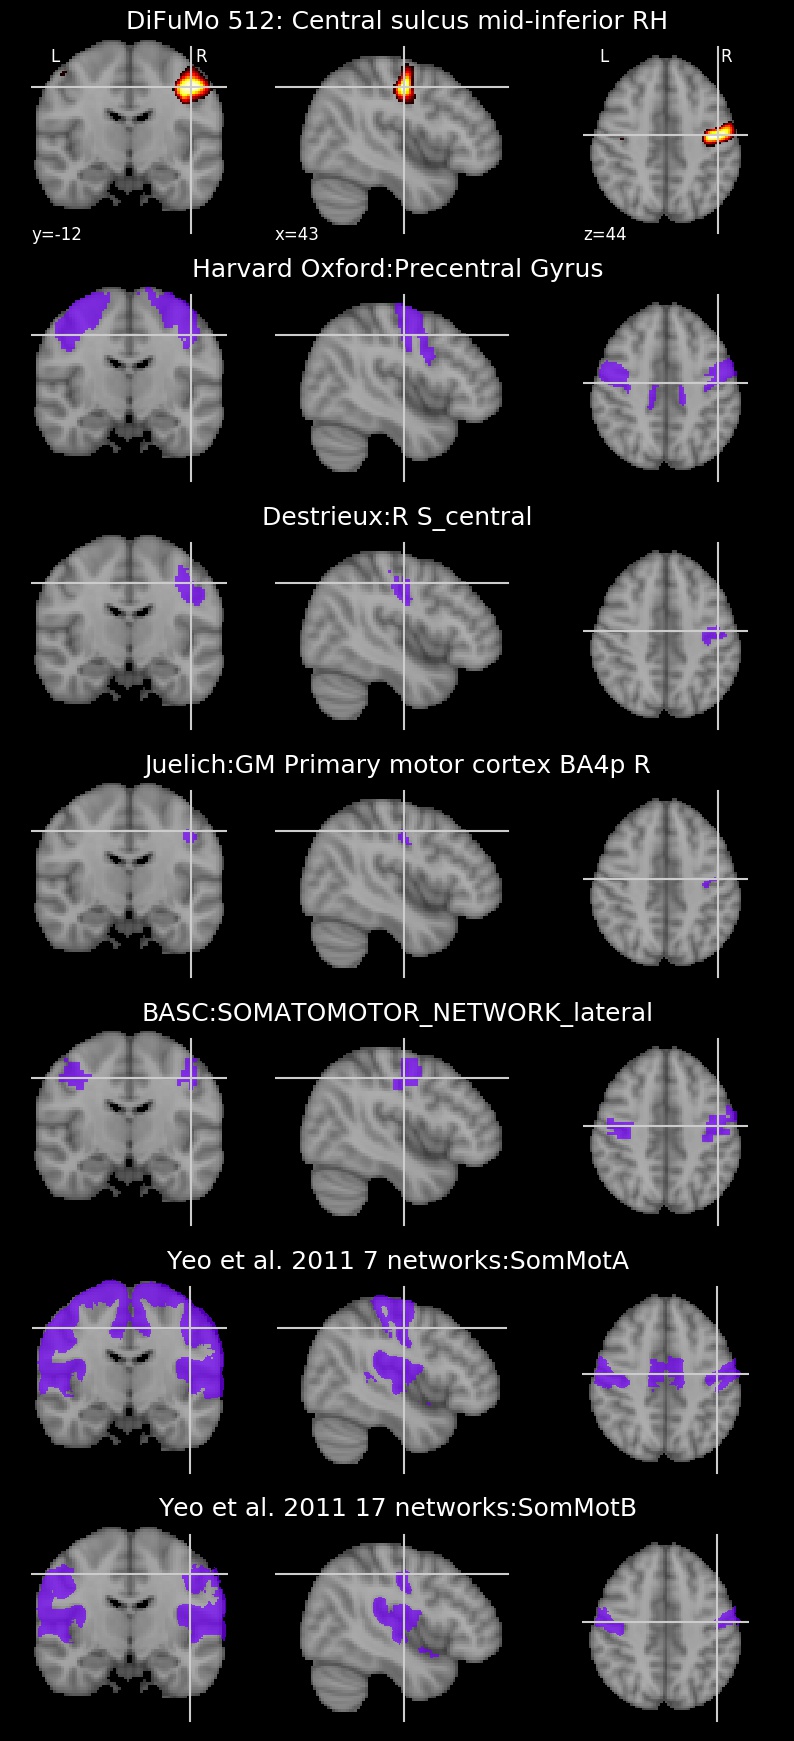 DiFuMo 512: Central sulcus mid-inferior RH
L R L R
y=-12 x=43 z=44
Harvard Oxford:Precentral Gyrus
Destrieux:R S_central
Juelich:GM Primary motor cortex BA4p R
BASC:SOMATOMOTOR_NETWORK_lateral
Yeo et al. 2011 7 networks:SomMotA
Yeo et al. 2011 17 networks:SomMotB